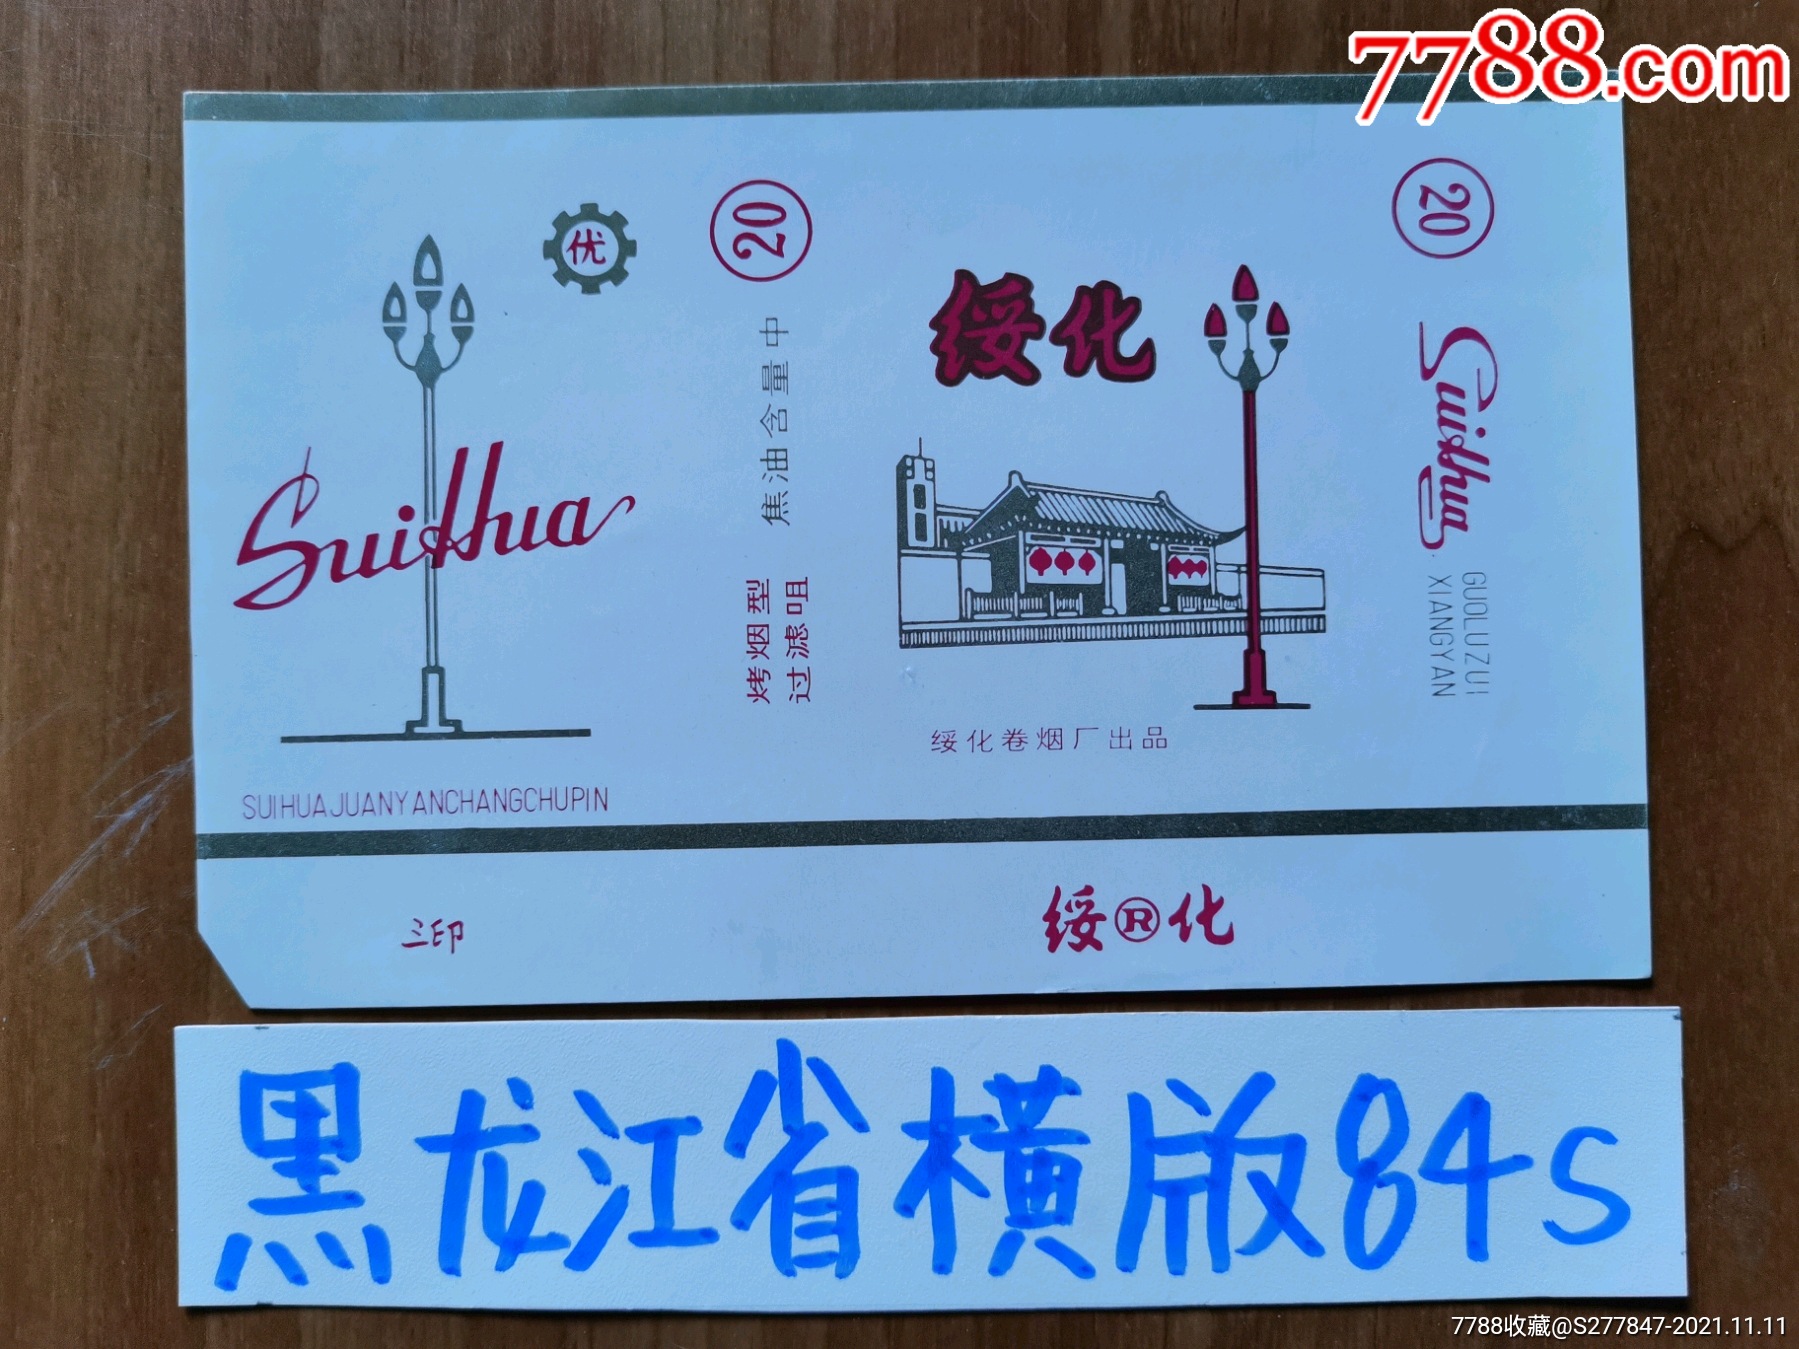 7788.com
优
SuiHua
SUIHUAJUANYANCHANGCHUPIN
三印
20
焦油含量中
烤烟型
过滤咀
绥化
绥化卷烟厂出品
绥®化
20
SuiHua
GUOLUZUI
XIANGYAN
黑龙江省横版84s
7788收藏@S277847-2021.11.11